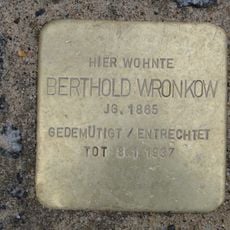 HIER WOHNTE
BERTHOLD WRONKOW
JG. 1865
GEDEMÜTIGT / ENTRECHTET
TOT 8.1.1937